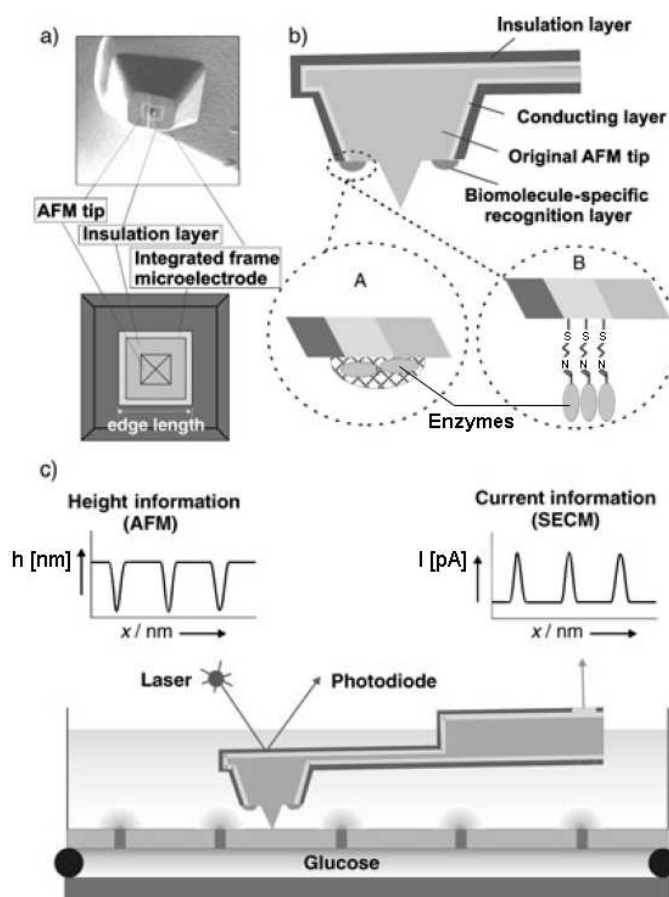 a)
AFM tip
Insulation layer
Integrated frame
microelectrode
edge length
b)
Insulation layer
Conducting layer
Original AFM tip
Biomolecule-specific
recognition layer
A
B
S S S
N N N
Enzymes
c)
Height information
(AFM)
h [nm]
x / nm
Current information
(SECM)
I [pA]
x / nm
Laser
Photodiode
Glucose